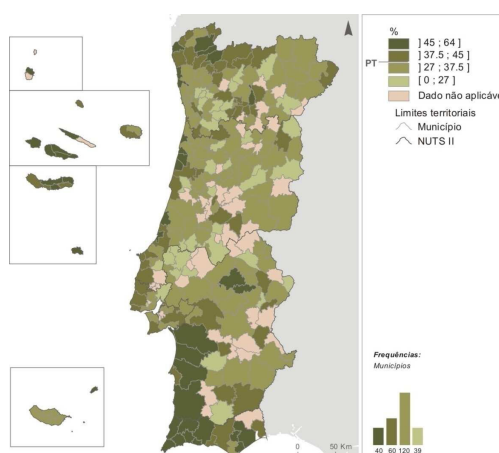 %
] 45 ; 64 ]
] 37.5 ; 45 ]
PT
] 27 ; 37.5 ]
[ 0 ; 27 ]
Dado não aplicáve
Limites territoriais
Município
NUTS II
Frequências:
Municípios
40 60 120 39
0 50 Km